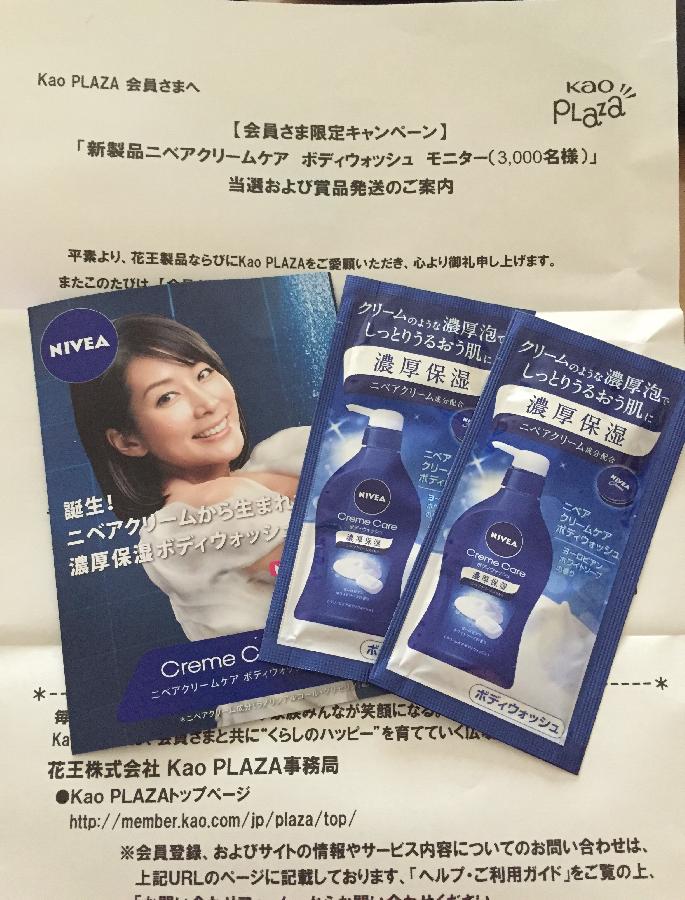 Kao PLAZA 会員さまへ
Kao
PLAZA
【会員さま限定キャンペーン】
「新製品ニベアクリームケア ボディウォッシュ モニター(3,000名様)」
当選および賞品発送のご案内
平素より、花王製品ならびにKao PLAZAをご愛顧いただき、心より御礼申し上げます。
またこのたびは、
NIVEA
誕生!
ニベアクリームから生まれ
濃厚保湿ボディウォッシュ
Creme C
ニベアクリームケア ボディウォッ
クリームのような濃厚泡で
しっとりうるおう肌に
濃厚保湿
ニベアクリーム成分配合
ニベア
クリーム
ボディ
NIVEA
Creme Care
ボディウォッシュ
濃厚保湿
ボ
クリームのような濃厚泡で
しっとりうるおう肌に
濃厚保湿
ニベアクリーム成分配合
NIVEA
ニベア
クリームケア
ボディウォッシュ
ヨーロピアン
ホワイトソープ
の香り
NIVEA
Creme Care
ボディウォッシュ
濃厚保湿
ボディウォッシュ
家族みんなが笑顔になる
会員さまと共に"くらしのハッピー"を育てていく広
花王株式会社 Kao PLAZA事務局
●Kao PLAZAトップページ
http://member.kao.com/jp/plaza/top/
※会員登録、およびサイトの情報やサービス内容についてのお問い合わせは、
上記URLのページに記載しております、「ヘルプ・ご利用ガイド」をご覧の上、